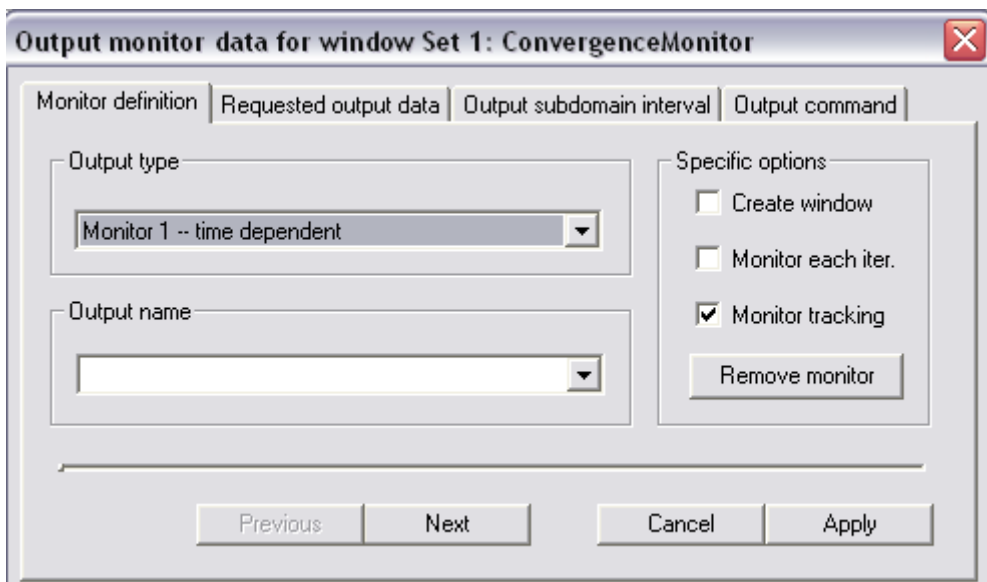 Output monitor data for window Set 1: ConvergenceMonitor
Monitor definition
Requested output data
Output subdomain interval
Output command
Output type
Monitor 1 -- time dependent
Output name
Specific options
Create window
Monitor each iter.
Monitor tracking
Remove monitor
Previous
Next
Cancel
Apply